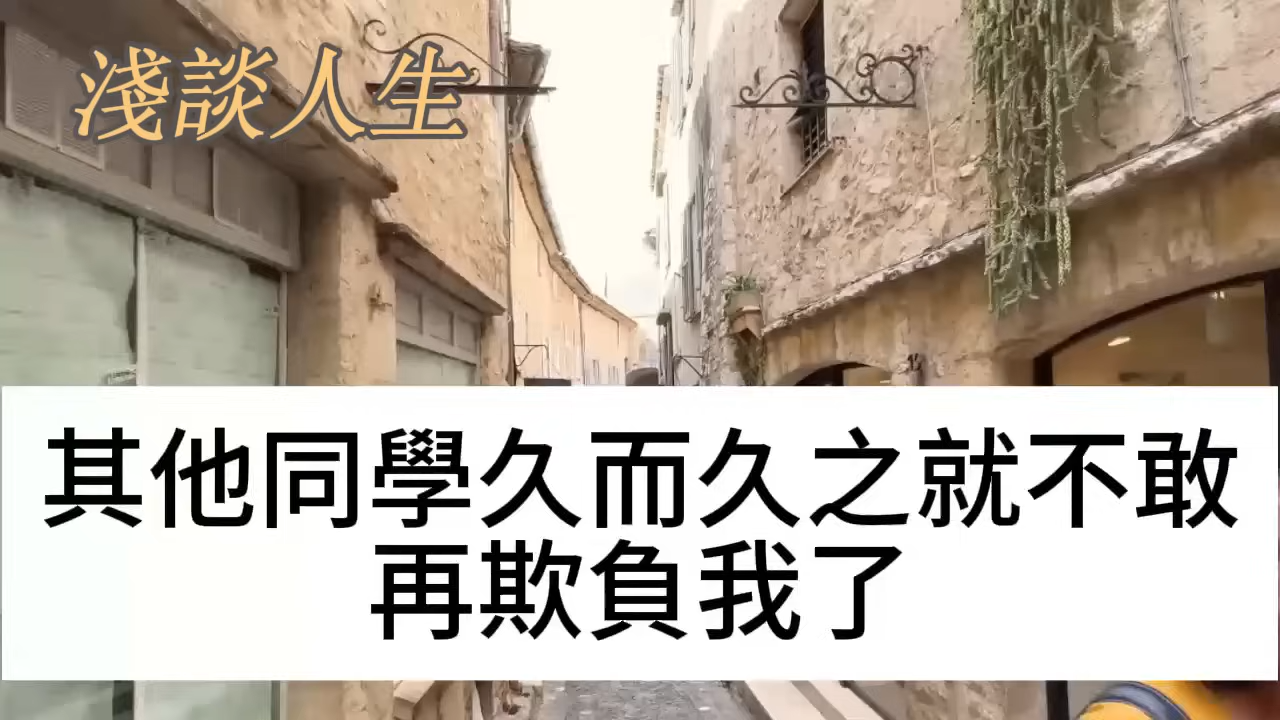 淺談人生
其他同學久而久之就不敢
再欺負我了